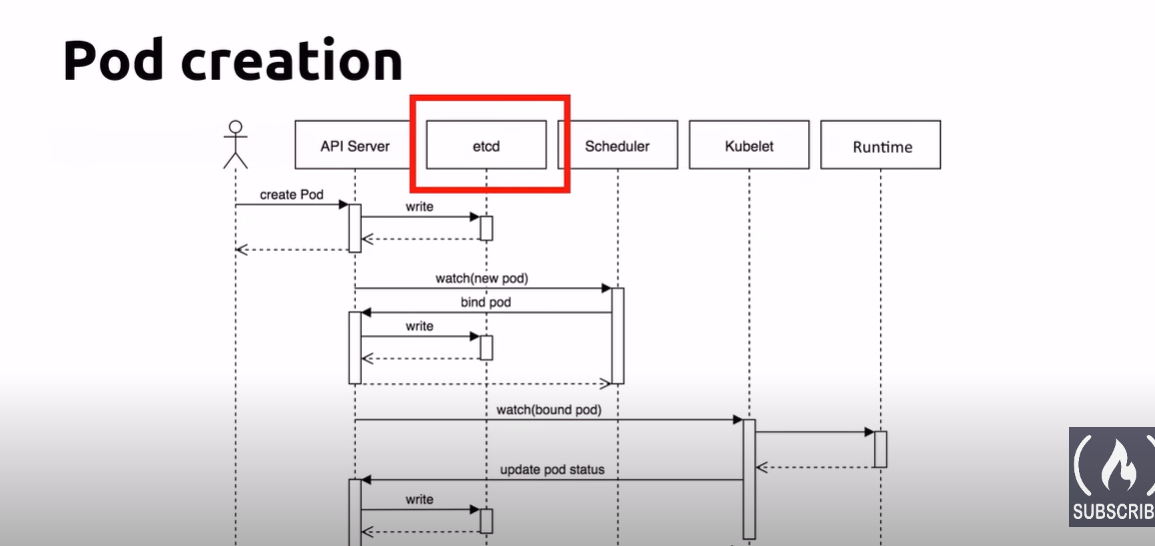 Pod creation
API Server
etcd
Scheduler
Kubelet
Runtime
create Pod
write
watch(new pod)
bind pod
write
watch(bound pod)
update pod status
write
SUBSCRIB